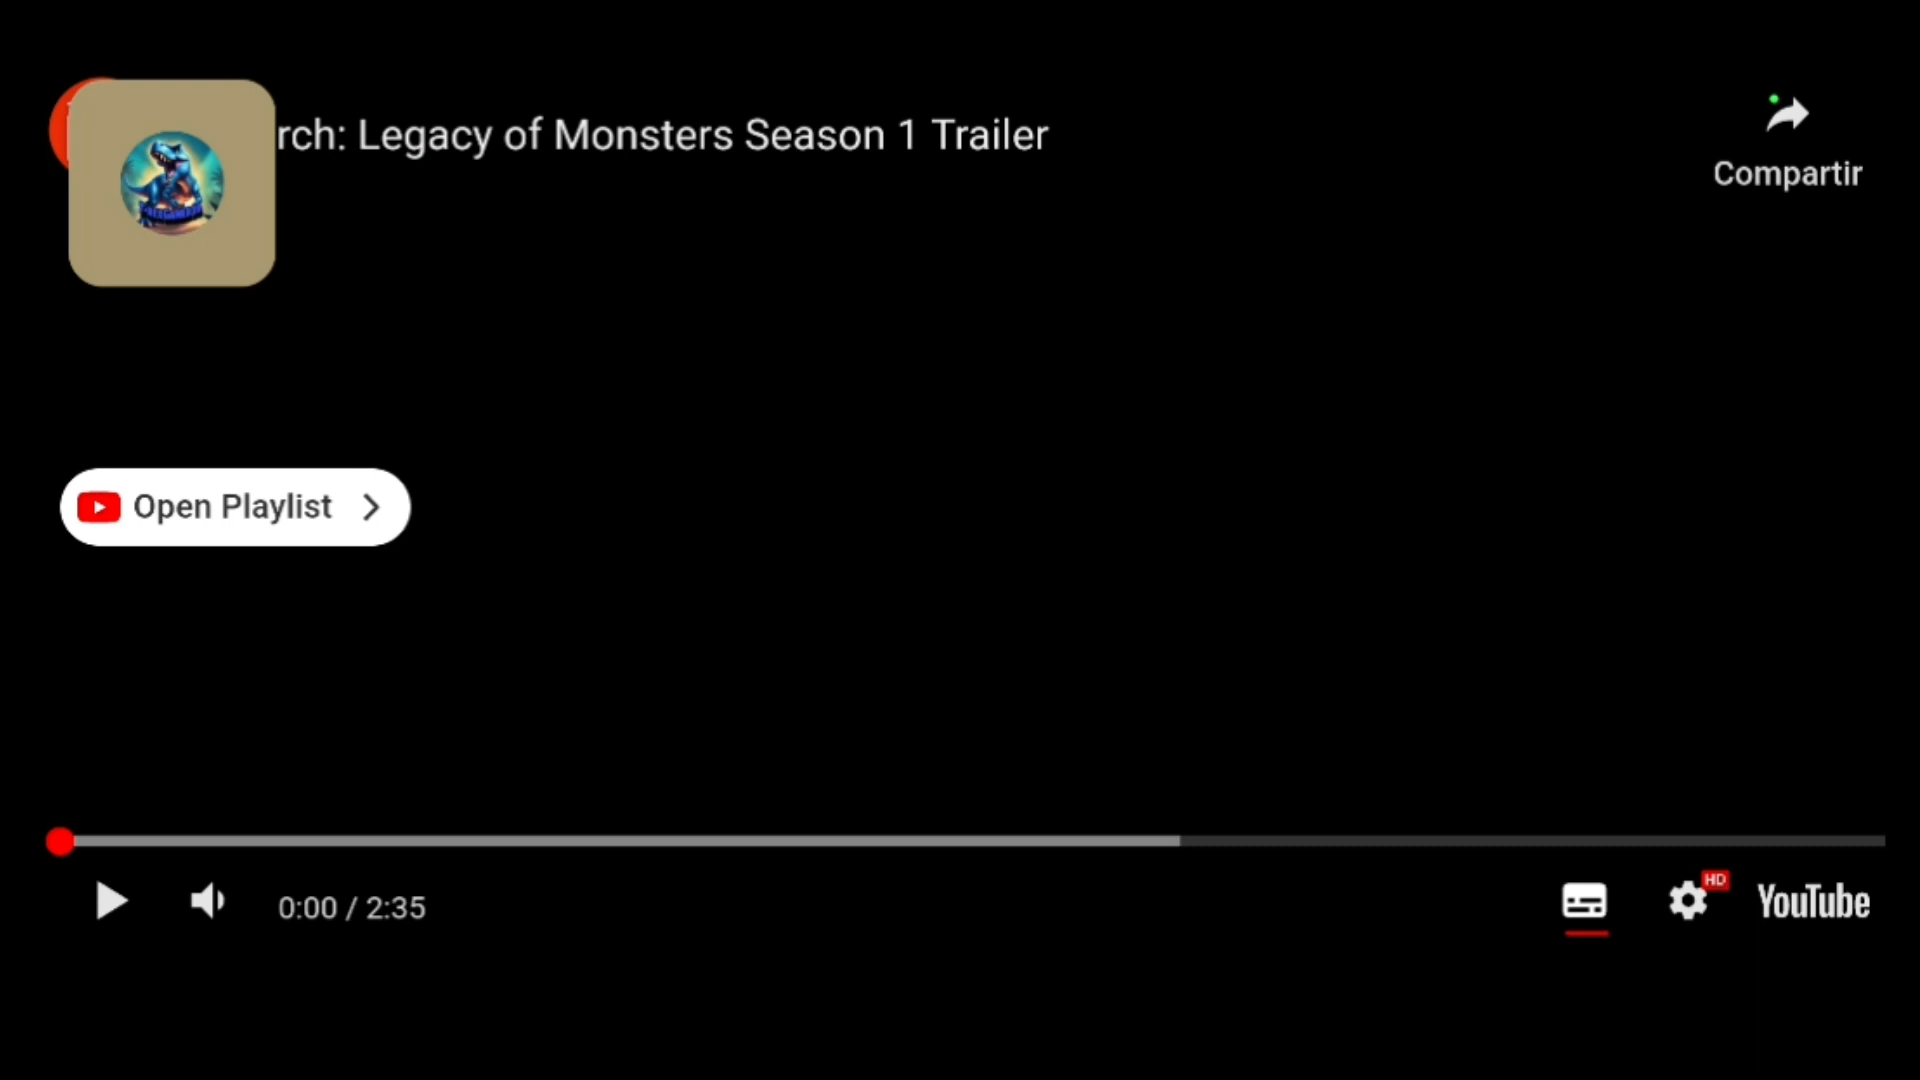 rch: Legacy of Monsters Season 1 Trailer
Compartir
Open Playlist
0:00 / 2:35
HD
YouTube